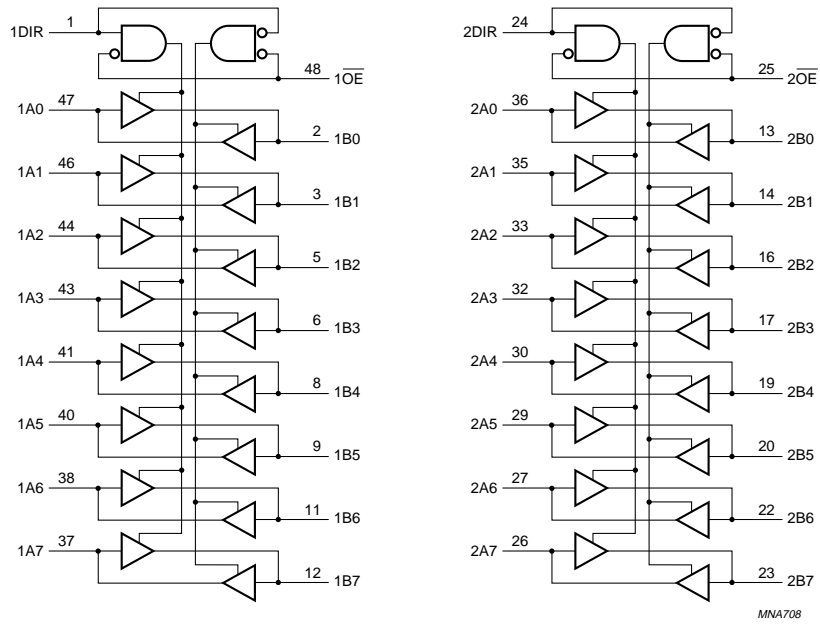 1DIR 1 2DIR 24
48 1O̅E̅ 25 2O̅E̅
1A0 47 2A0 36
2 1B0 13 2B0
1A1 46 2A1 35
3 1B1 14 2B1
1A2 44 2A2 33
5 1B2 16 2B2
1A3 43 2A3 32
6 1B3 17 2B3
1A4 41 2A4 30
8 1B4 19 2B4
1A5 40 2A5 29
9 1B5 20 2B5
1A6 38 2A6 27
11 1B6 22 2B6
1A7 37 2A7 26
12 1B7 23 2B7
MNA708